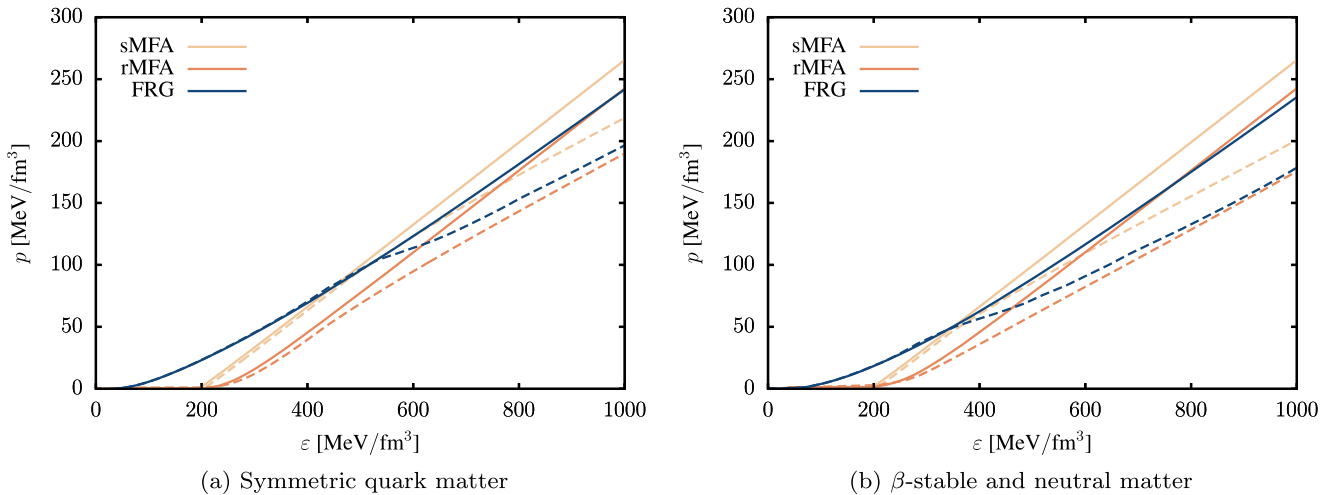 300
250
200
150
100
50
0
p [MeV/fm³]
sMFA
rMFA
FRG
0 200 400 600 800 1000
ε [MeV/fm³]
(a) Symmetric quark matter
300
250
200
150
100
50
0
p [MeV/fm³]
sMFA
rMFA
FRG
0 200 400 600 800 1000
ε [MeV/fm³]
(b) β-stable and neutral matter